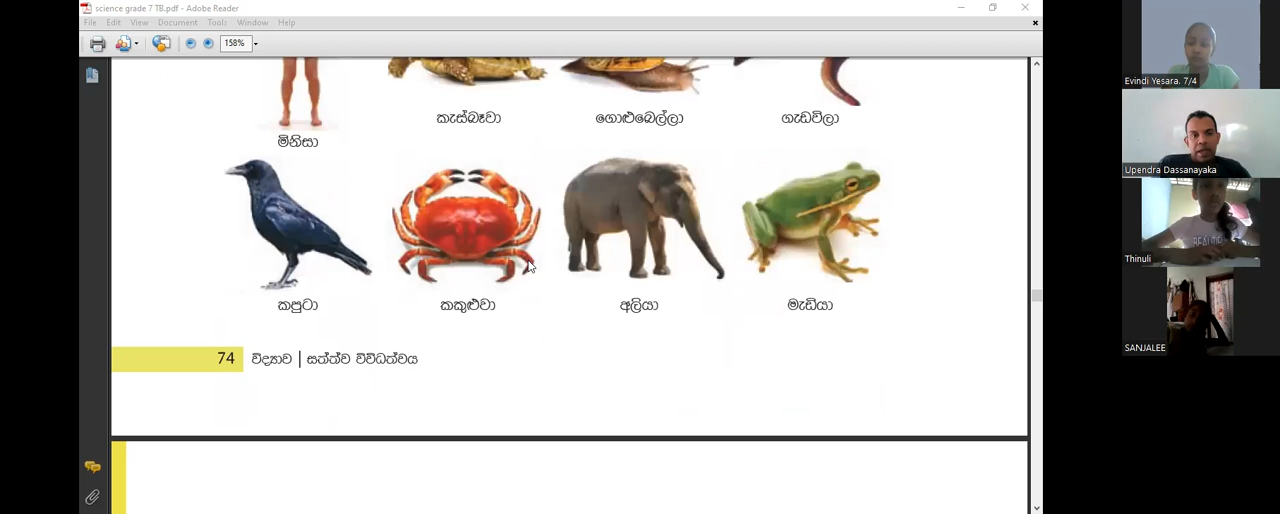 science grade 7 TB.pdf - Adobe Reader
File Edit View Document Tools Window Help
158%
කැස්බෑවා ගොළුබෙල්ලා ගැඩවිලා
මිනිසා
කපුටා කකුළුවා අලියා මැඩියා
74 විද්‍යාව | සත්ත්ව විවිධත්වය
Evindi Yesara. 7/4
Upendra Dassanayaka
Thinuli
SANJALEE